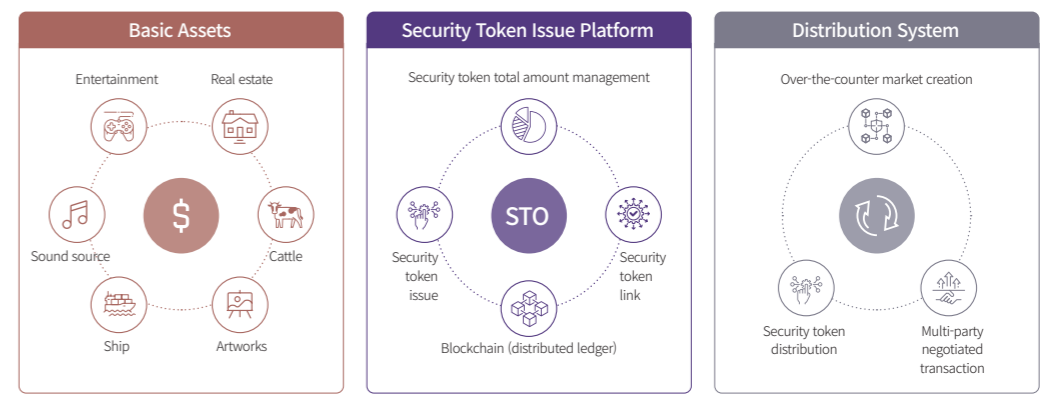 Basic Assets
Entertainment
Real estate
$
Sound source
Cattle
Ship
Artworks
Security Token Issue Platform
Security token total amount management
STO
Security
token
issue
Security
token
link
Blockchain (distributed ledger)
Distribution System
Over-the-counter market creation
Security token
distribution
Multi-party
negotiated
transaction